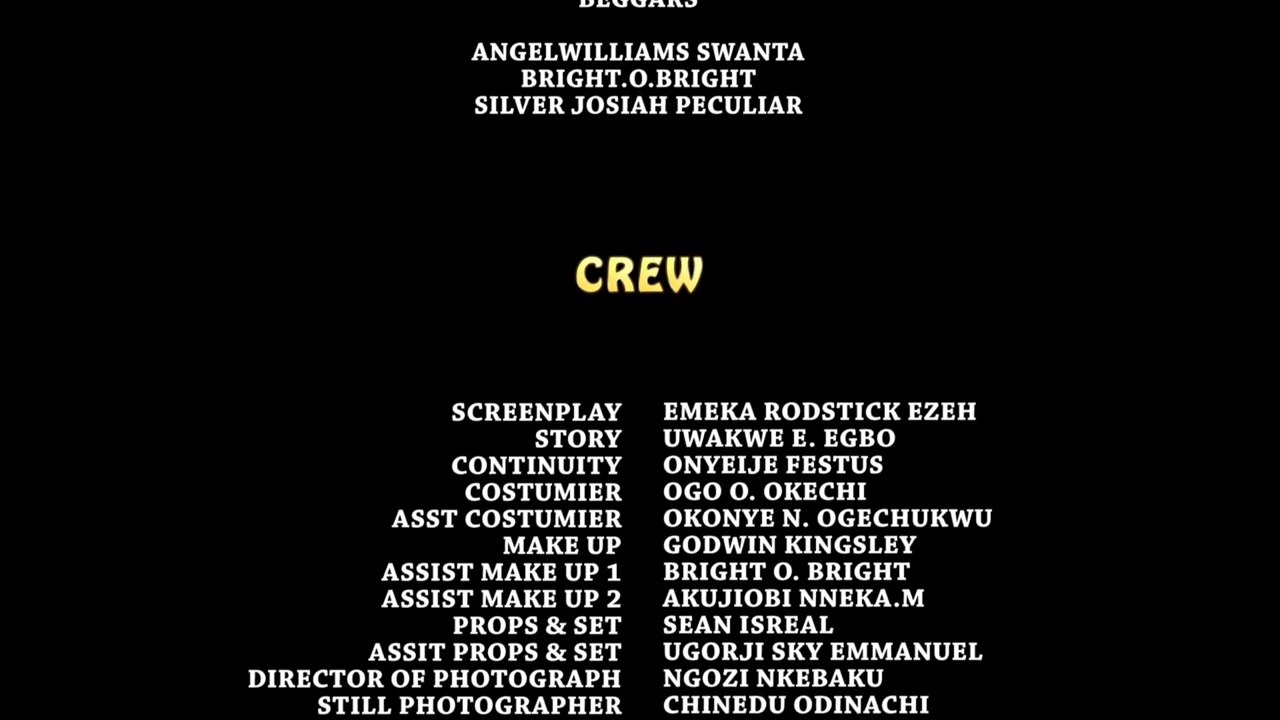 BEGGARS
ANGELWILLIAMS SWANTA
BRIGHT.O.BRIGHT
SILVER JOSIAH PECULIAR
CREW
SCREENPLAY EMEKA RODSTICK EZEH
STORY UWAKWE E. EGBO
CONTINUITY ONYEIJE FESTUS
COSTUMIER OGO O. OKECHI
ASST COSTUMIER OKONYE N. OGECHUKWU
MAKE UP GODWIN KINGSLEY
ASSIST MAKE UP 1 BRIGHT O. BRIGHT
ASSIST MAKE UP 2 AKUJIOBI NNEKA.M
PROPS & SET SEAN ISREAL
ASSIT PROPS & SET UGORJI SKY EMMANUEL
DIRECTOR OF PHOTOGRAPH NGOZI NKEBAKU
STILL PHOTOGRAPHER CHINEDU ODINACHI